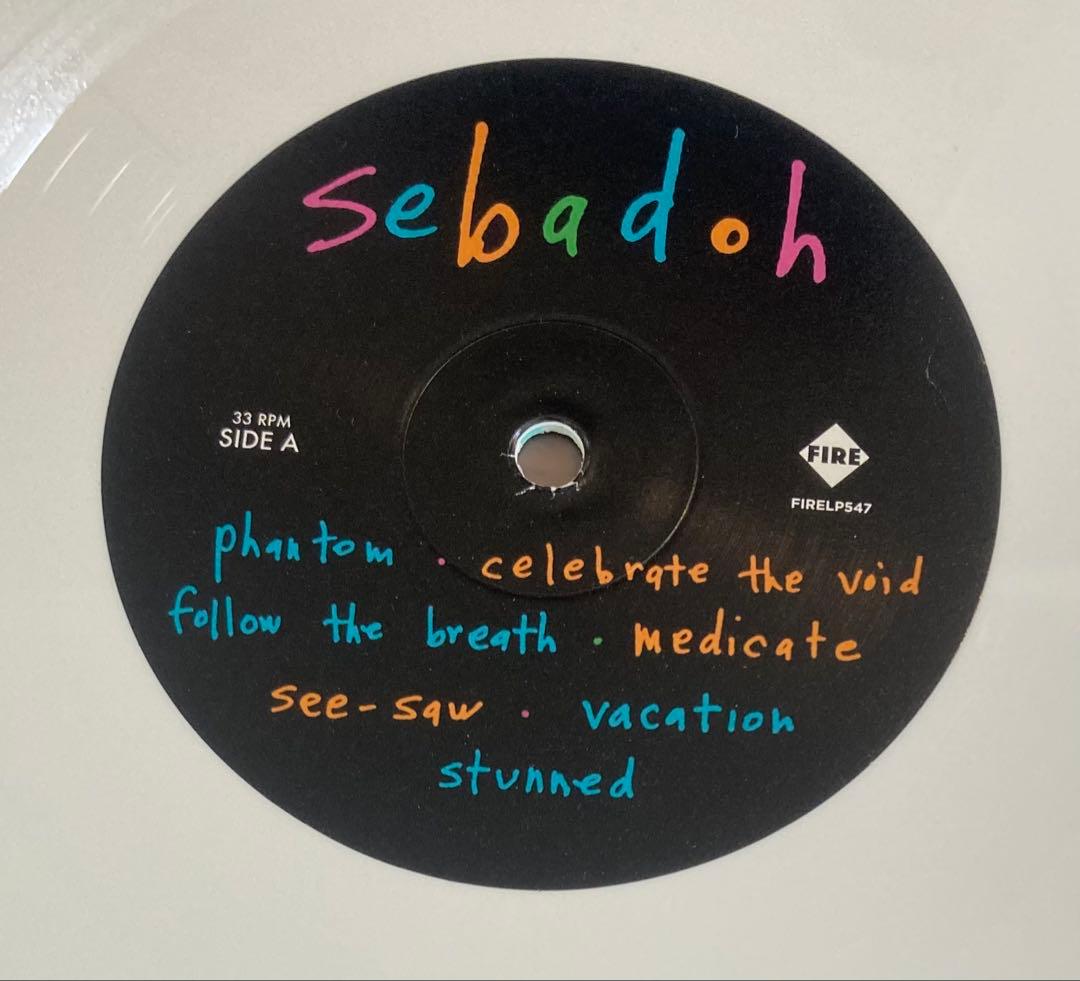 sebadoh
33 RPM
SIDE A
FIRE
FIRELP547
phantom · celebrate the void
follow the breath · medicate
see-saw · vacation
stunned